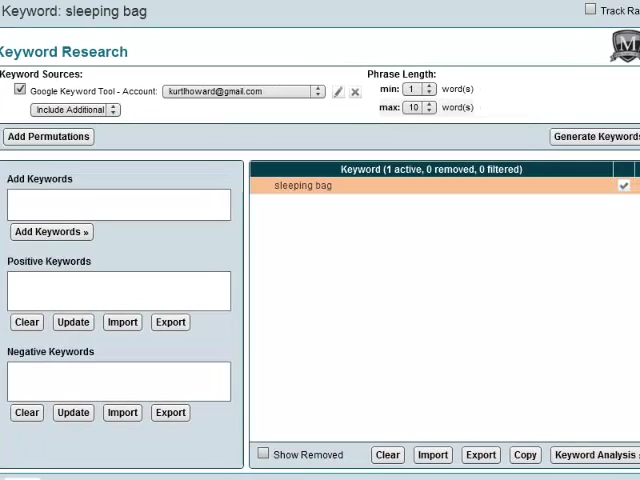 Keyword: sleeping bag
Track Ra
Keyword Research
M
Keyword Sources:
Phrase Length:
Google Keyword Tool - Account: kurtlhoward@gmail.com
min: 1 word(s)
Include Additional
max: 10 word(s)
Add Permutations
Generate Keywords
Add Keywords
Keyword (1 active, 0 removed, 0 filtered)
sleeping bag
Add Keywords »
Positive Keywords
Clear Update Import Export
Negative Keywords
Clear Update Import Export
Show Removed Clear Import Export Copy Keyword Analysis